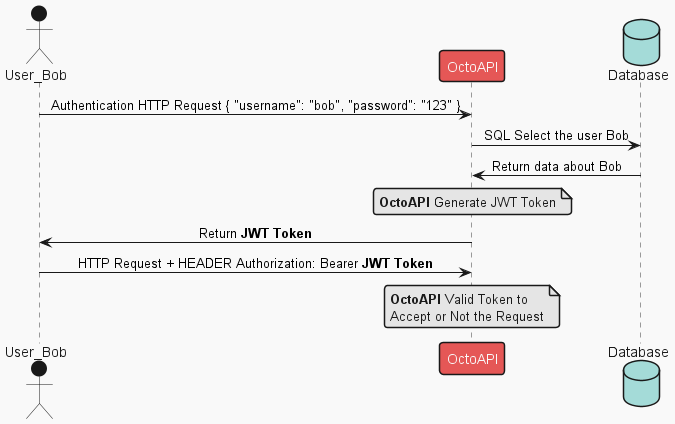 User_Bob
OctoAPI
Database
Authentication HTTP Request { "username": "bob", "password": "123" }
SQL Select the user Bob
Return data about Bob
OctoAPI Generate JWT Token
Return JWT Token
HTTP Request + HEADER Authorization: Bearer JWT Token
OctoAPI Valid Token to
Accept or Not the Request
User_Bob
OctoAPI
Database